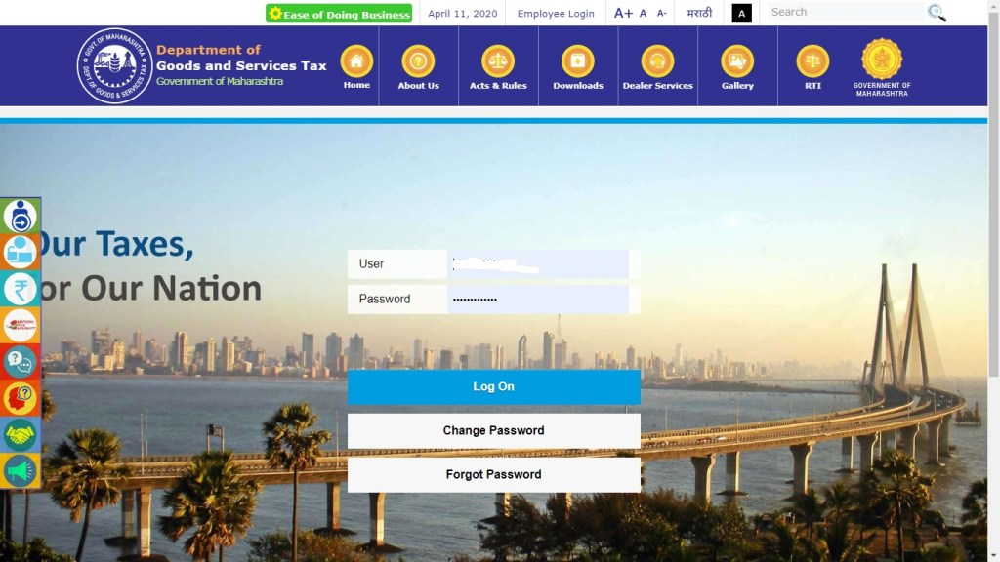 Ease of Doing Business
April 11, 2020
Employee Login
A+ A A-
मराठी
A
Search
GOVT. OF MAHARASHTRA
DEPT. OF GOODS & SERVICES TAX
Department of
Goods and Services Tax
Government of Maharashtra
Home
About Us
Acts & Rules
Downloads
Dealer Services
Gallery
RTI
GOVERNMENT OF
MAHARASHTRA
Our Taxes,
For Our Nation
User
Password
Log On
Change Password
Forgot Password